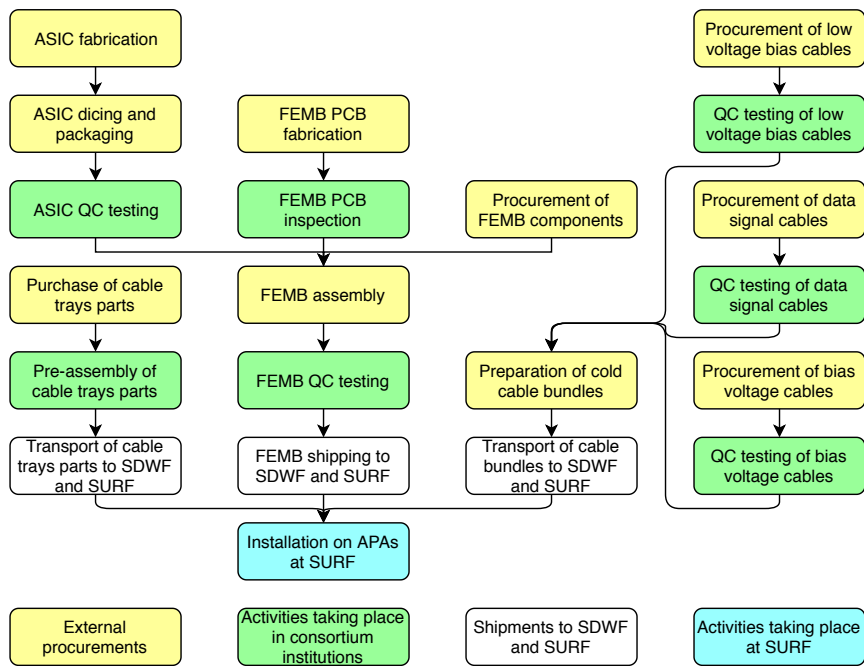 ASIC fabrication
Procurement of low
voltage bias cables
ASIC dicing and
packaging
FEMB PCB
fabrication
QC testing of low
voltage bias cables
ASIC QC testing
FEMB PCB
inspection
Procurement of
FEMB components
Procurement of data
signal cables
Purchase of cable
trays parts
FEMB assembly
QC testing of data
signal cables
Pre-assembly of
cable trays parts
FEMB QC testing
Preparation of cold
cable bundles
Procurement of bias
voltage cables
Transport of cable
trays parts to SDWF
and SURF
FEMB shipping to
SDWF and SURF
Transport of cable
bundles to SDWF
and SURF
QC testing of bias
voltage cables
Installation on APAs
at SURF
External
procurements
Activities taking place
in consortium
institutions
Shipments to SDWF
and SURF
Activities taking place
at SURF